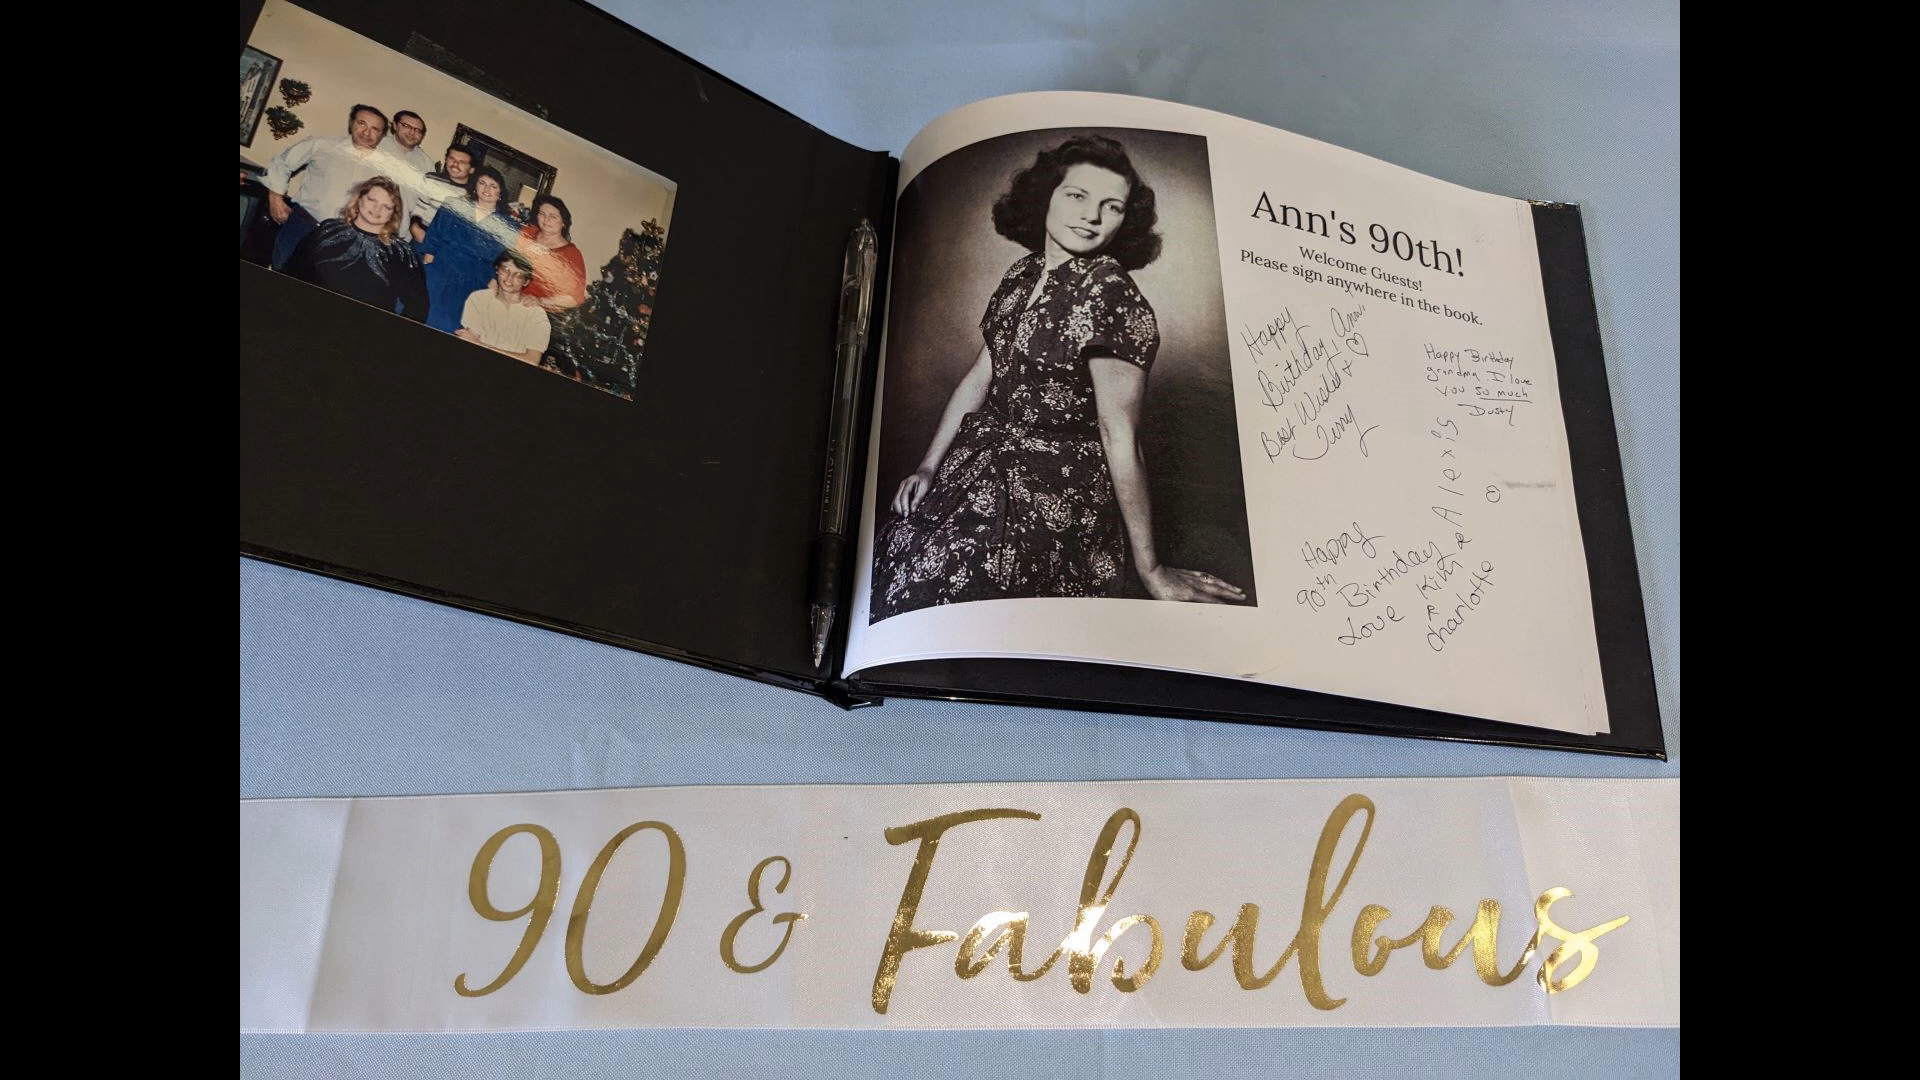 Ann's 90th!
Welcome Guests!
Please sign anywhere in the book.
Happy
Birthday, Ann!
Best Wishes +
Happy Birthday
grandma. I love
you so much
Dusty
Happy
90th Birthday
Love Kim & Alexis
& Charlotte
90 & Fabulous